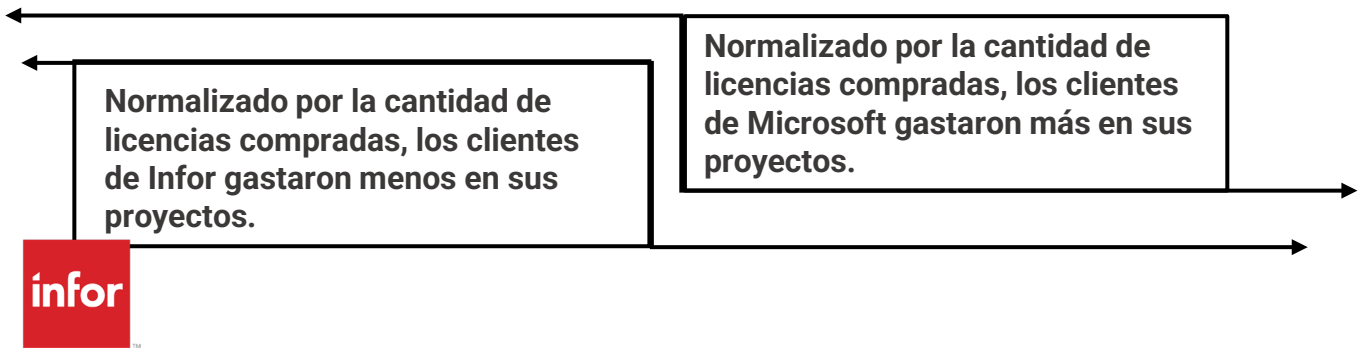 Normalizado por la cantidad de
licencias compradas, los clientes
de Infor gastaron menos en sus
proyectos.
Normalizado por la cantidad de
licencias compradas, los clientes
de Microsoft gastaron más en sus
proyectos.
infor
TM